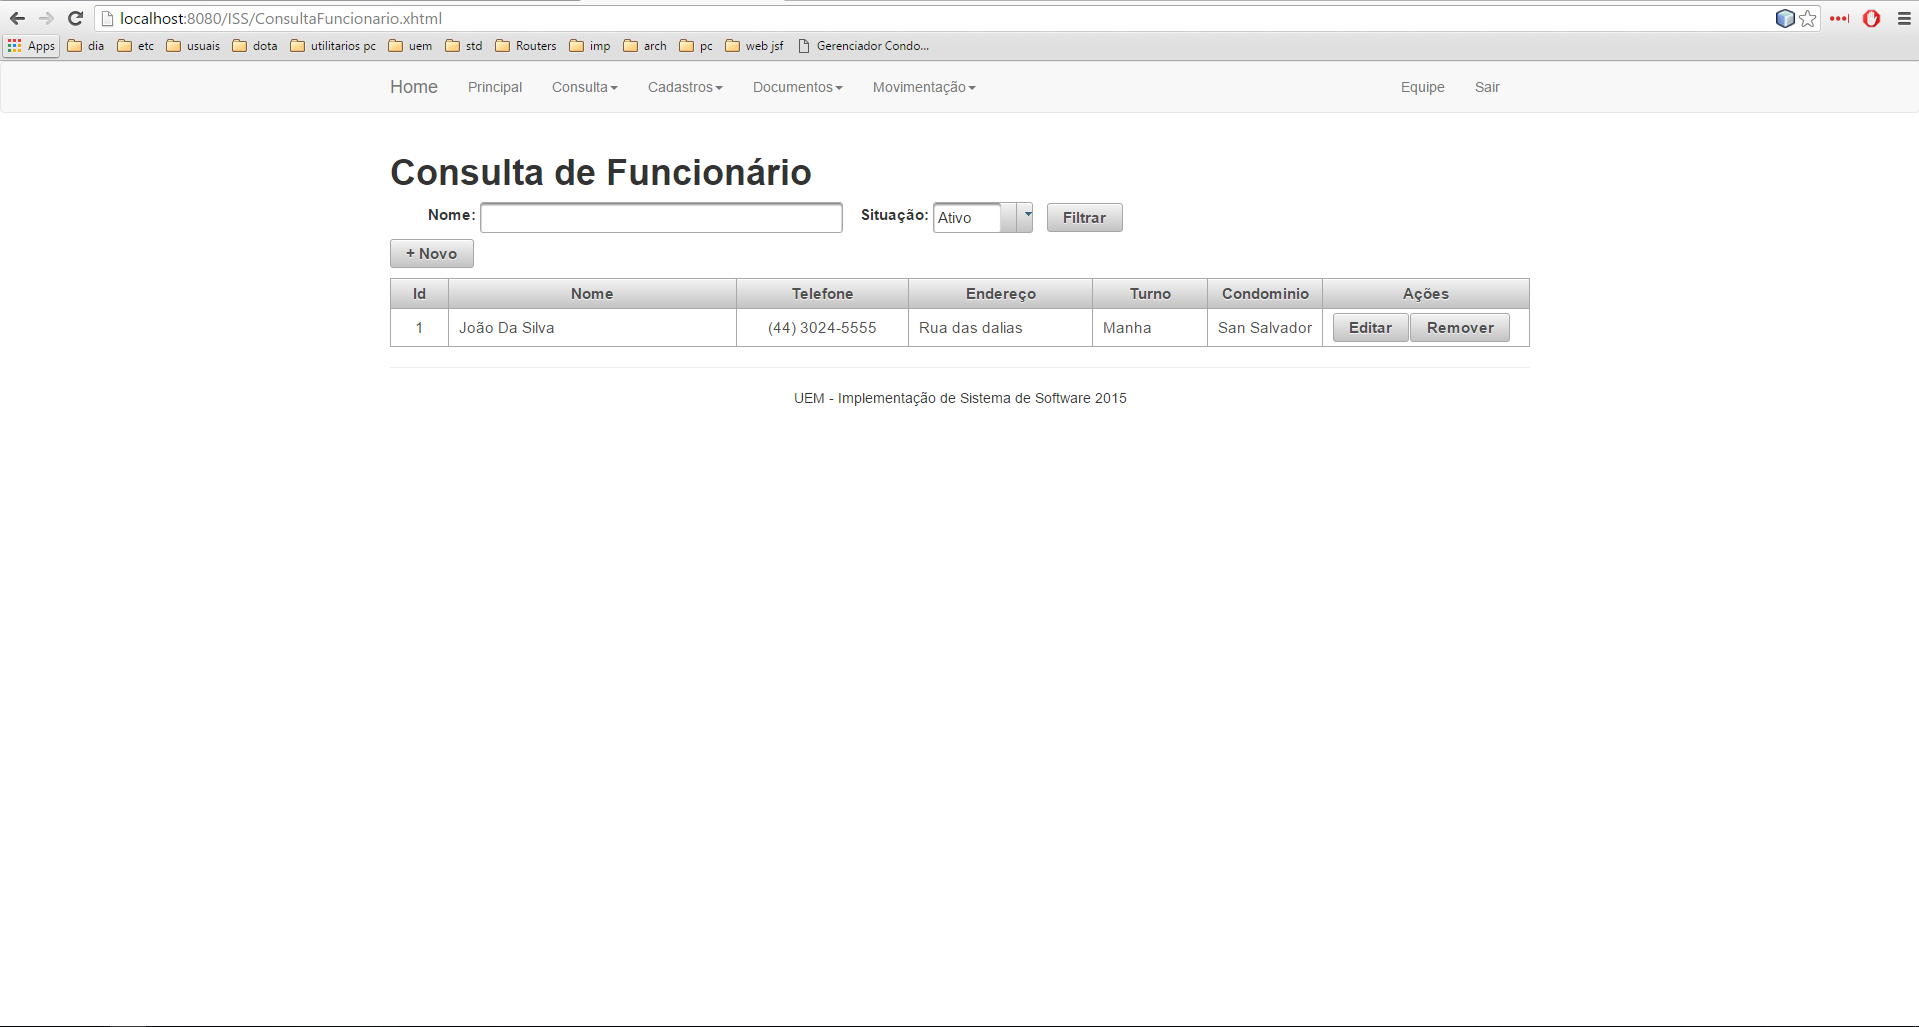 localhost:8080/ISS/ConsultaFuncionario.xhtml
Apps dia etc usuais dota utilitarios pc uem std Routers imp arch pc web jsf Gerenciador Condo...
Home Principal Consulta Cadastros Documentos Movimentação Equipe Sair
Consulta de Funcionário
Nome: Situação: Ativo Filtrar
+ Novo
Id Nome Telefone Endereço Turno Condominio Ações
1 João Da Silva (44) 3024-5555 Rua das dalias Manha San Salvador Editar Remover
UEM - Implementação de Sistema de Software 2015